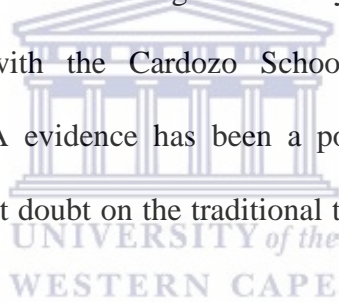 with the Cardozo Schoo
A evidence has been a po
t doubt on the traditional t
UNIVERSITY of the
WESTERN CAPE